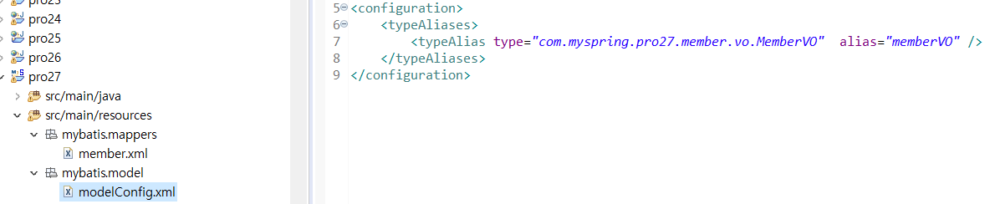 pro23
pro24
pro25
pro26
pro27
src/main/java
src/main/resources
mybatis.mappers
member.xml
mybatis.model
modelConfig.xml
5 <configuration>
6 <typeAliases>
7 <typeAlias type="com.myspring.pro27.member.vo.MemberVO"  alias="memberVO" />
8 </typeAliases>
9 </configuration>